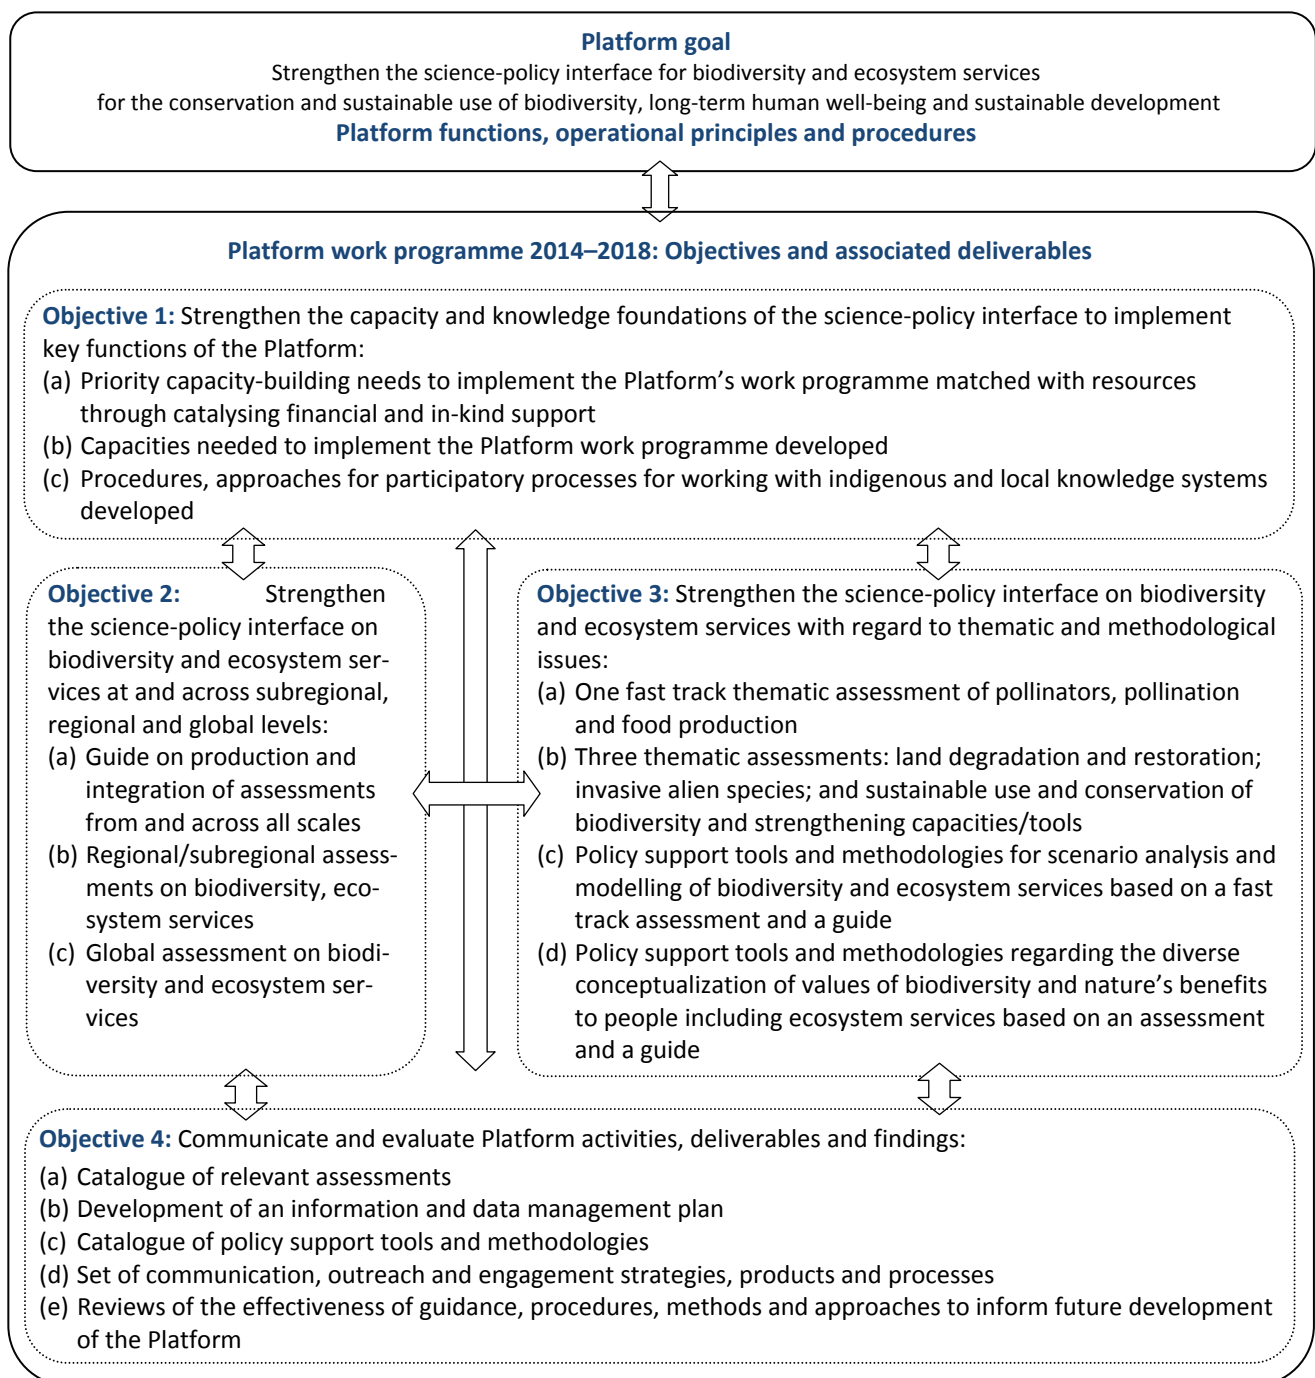 Platform goal
Strengthen the science-policy interface for biodiversity and ecosystem services
for the conservation and sustainable use of biodiversity, long-term human well-being and sustainable development
Platform functions, operational principles and procedures
Platform work programme 2014–2018: Objectives and associated deliverables
Objective 1: Strengthen the capacity and knowledge foundations of the science-policy interface to implement
key functions of the Platform:
(a) Priority capacity-building needs to implement the Platform’s work programme matched with resources
through catalysing financial and in-kind support
(b) Capacities needed to implement the Platform work programme developed
(c) Procedures, approaches for participatory processes for working with indigenous and local knowledge systems
developed
Objective 2: Strengthen
the science-policy interface on
biodiversity and ecosystem ser-
vices at and across subregional,
regional and global levels:
(a) Guide on production and
integration of assessments
from and across all scales
(b) Regional/subregional assess-
ments on biodiversity, eco-
system services
(c) Global assessment on biodi-
versity and ecosystem ser-
vices
Objective 3: Strengthen the science-policy interface on biodiversity
and ecosystem services with regard to thematic and methodological
issues:
(a) One fast track thematic assessment of pollinators, pollination
and food production
(b) Three thematic assessments: land degradation and restoration;
invasive alien species; and sustainable use and conservation of
biodiversity and strengthening capacities/tools
(c) Policy support tools and methodologies for scenario analysis and
modelling of biodiversity and ecosystem services based on a fast
track assessment and a guide
(d) Policy support tools and methodologies regarding the diverse
conceptualization of values of biodiversity and nature’s benefits
to people including ecosystem services based on an assessment
and a guide
Objective 4: Communicate and evaluate Platform activities, deliverables and findings:
(a) Catalogue of relevant assessments
(b) Development of an information and data management plan
(c) Catalogue of policy support tools and methodologies
(d) Set of communication, outreach and engagement strategies, products and processes
(e) Reviews of the effectiveness of guidance, procedures, methods and approaches to inform future development
of the Platform